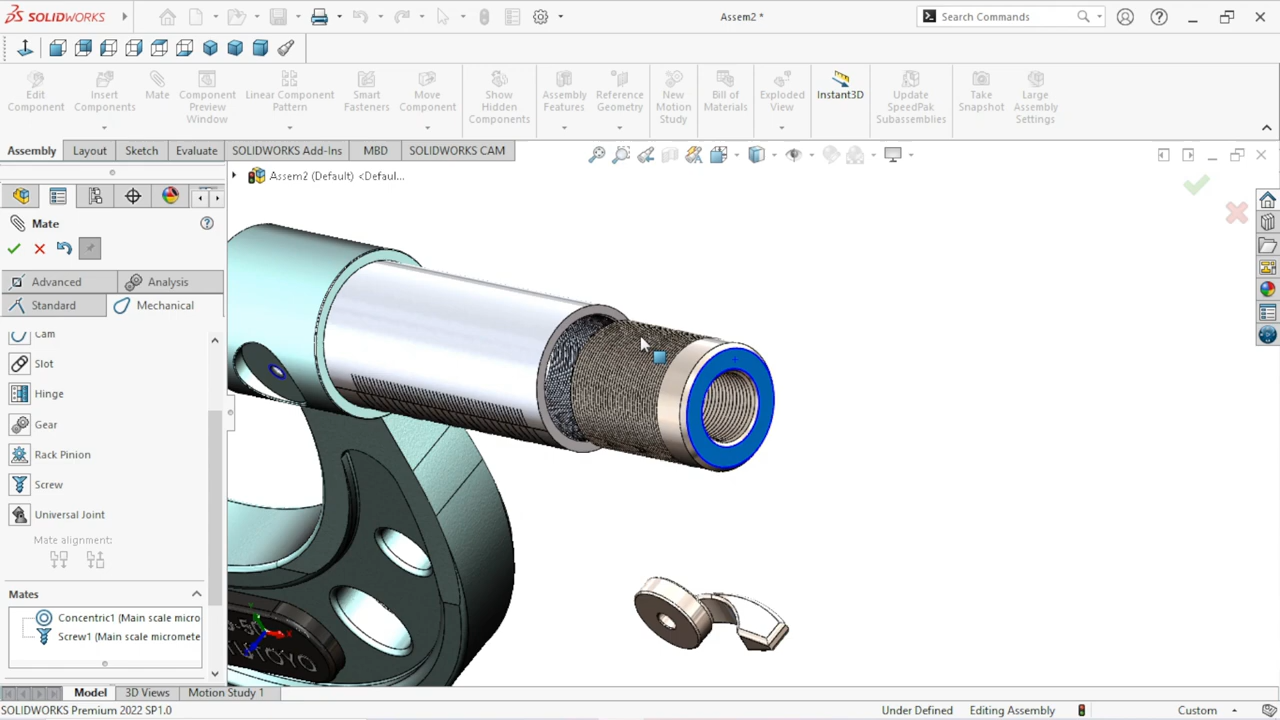 SOLIDWORKS
Assem2 *
Search Commands
Edit Component
Insert Components
Mate
Component Preview Window
Linear Component Pattern
Smart Fasteners
Move Component
Show Hidden Components
Assembly Features
Reference Geometry
New Motion Study
Bill of Materials
Exploded View
Instant3D
Update SpeedPak Subassemblies
Take Snapshot
Large Assembly Settings
Assembly
Layout
Sketch
Evaluate
SOLIDWORKS Add-Ins
MBD
SOLIDWORKS CAM
Assem2 (Default) <Defaul...
Mate
Advanced
Analysis
Standard
Mechanical
Cam
Slot
Hinge
Gear
Rack Pinion
Screw
Universal Joint
Mate alignment:
Mates
Concentric1 (Main scale micro
Screw1 (Main scale micromete
Model
3D Views
Motion Study 1
SOLIDWORKS Premium 2022 SP1.0
Under Defined
Editing Assembly
Custom